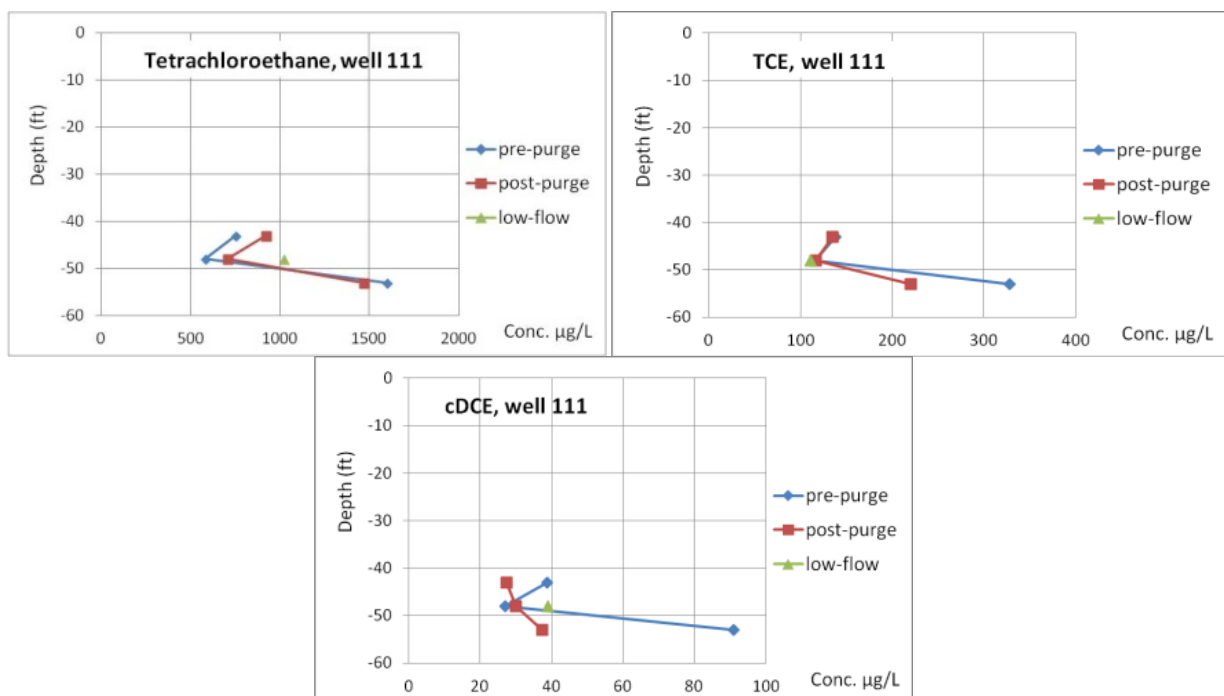 Tetrachloroethane, well 111
Depth (ft)
0
-10
-20
-30
-40
-50
-60
0 500 1000 1500 2000
Conc. µg/L
pre-purge
post-purge
low-flow
TCE, well 111
Depth (ft)
0
-10
-20
-30
-40
-50
-60
0 100 200 300 400
Conc. µg/L
pre-purge
post-purge
low-flow
cDCE, well 111
Depth (ft)
0
-10
-20
-30
-40
-50
-60
0 20 40 60 80 100
Conc. µg/L
pre-purge
post-purge
low-flow